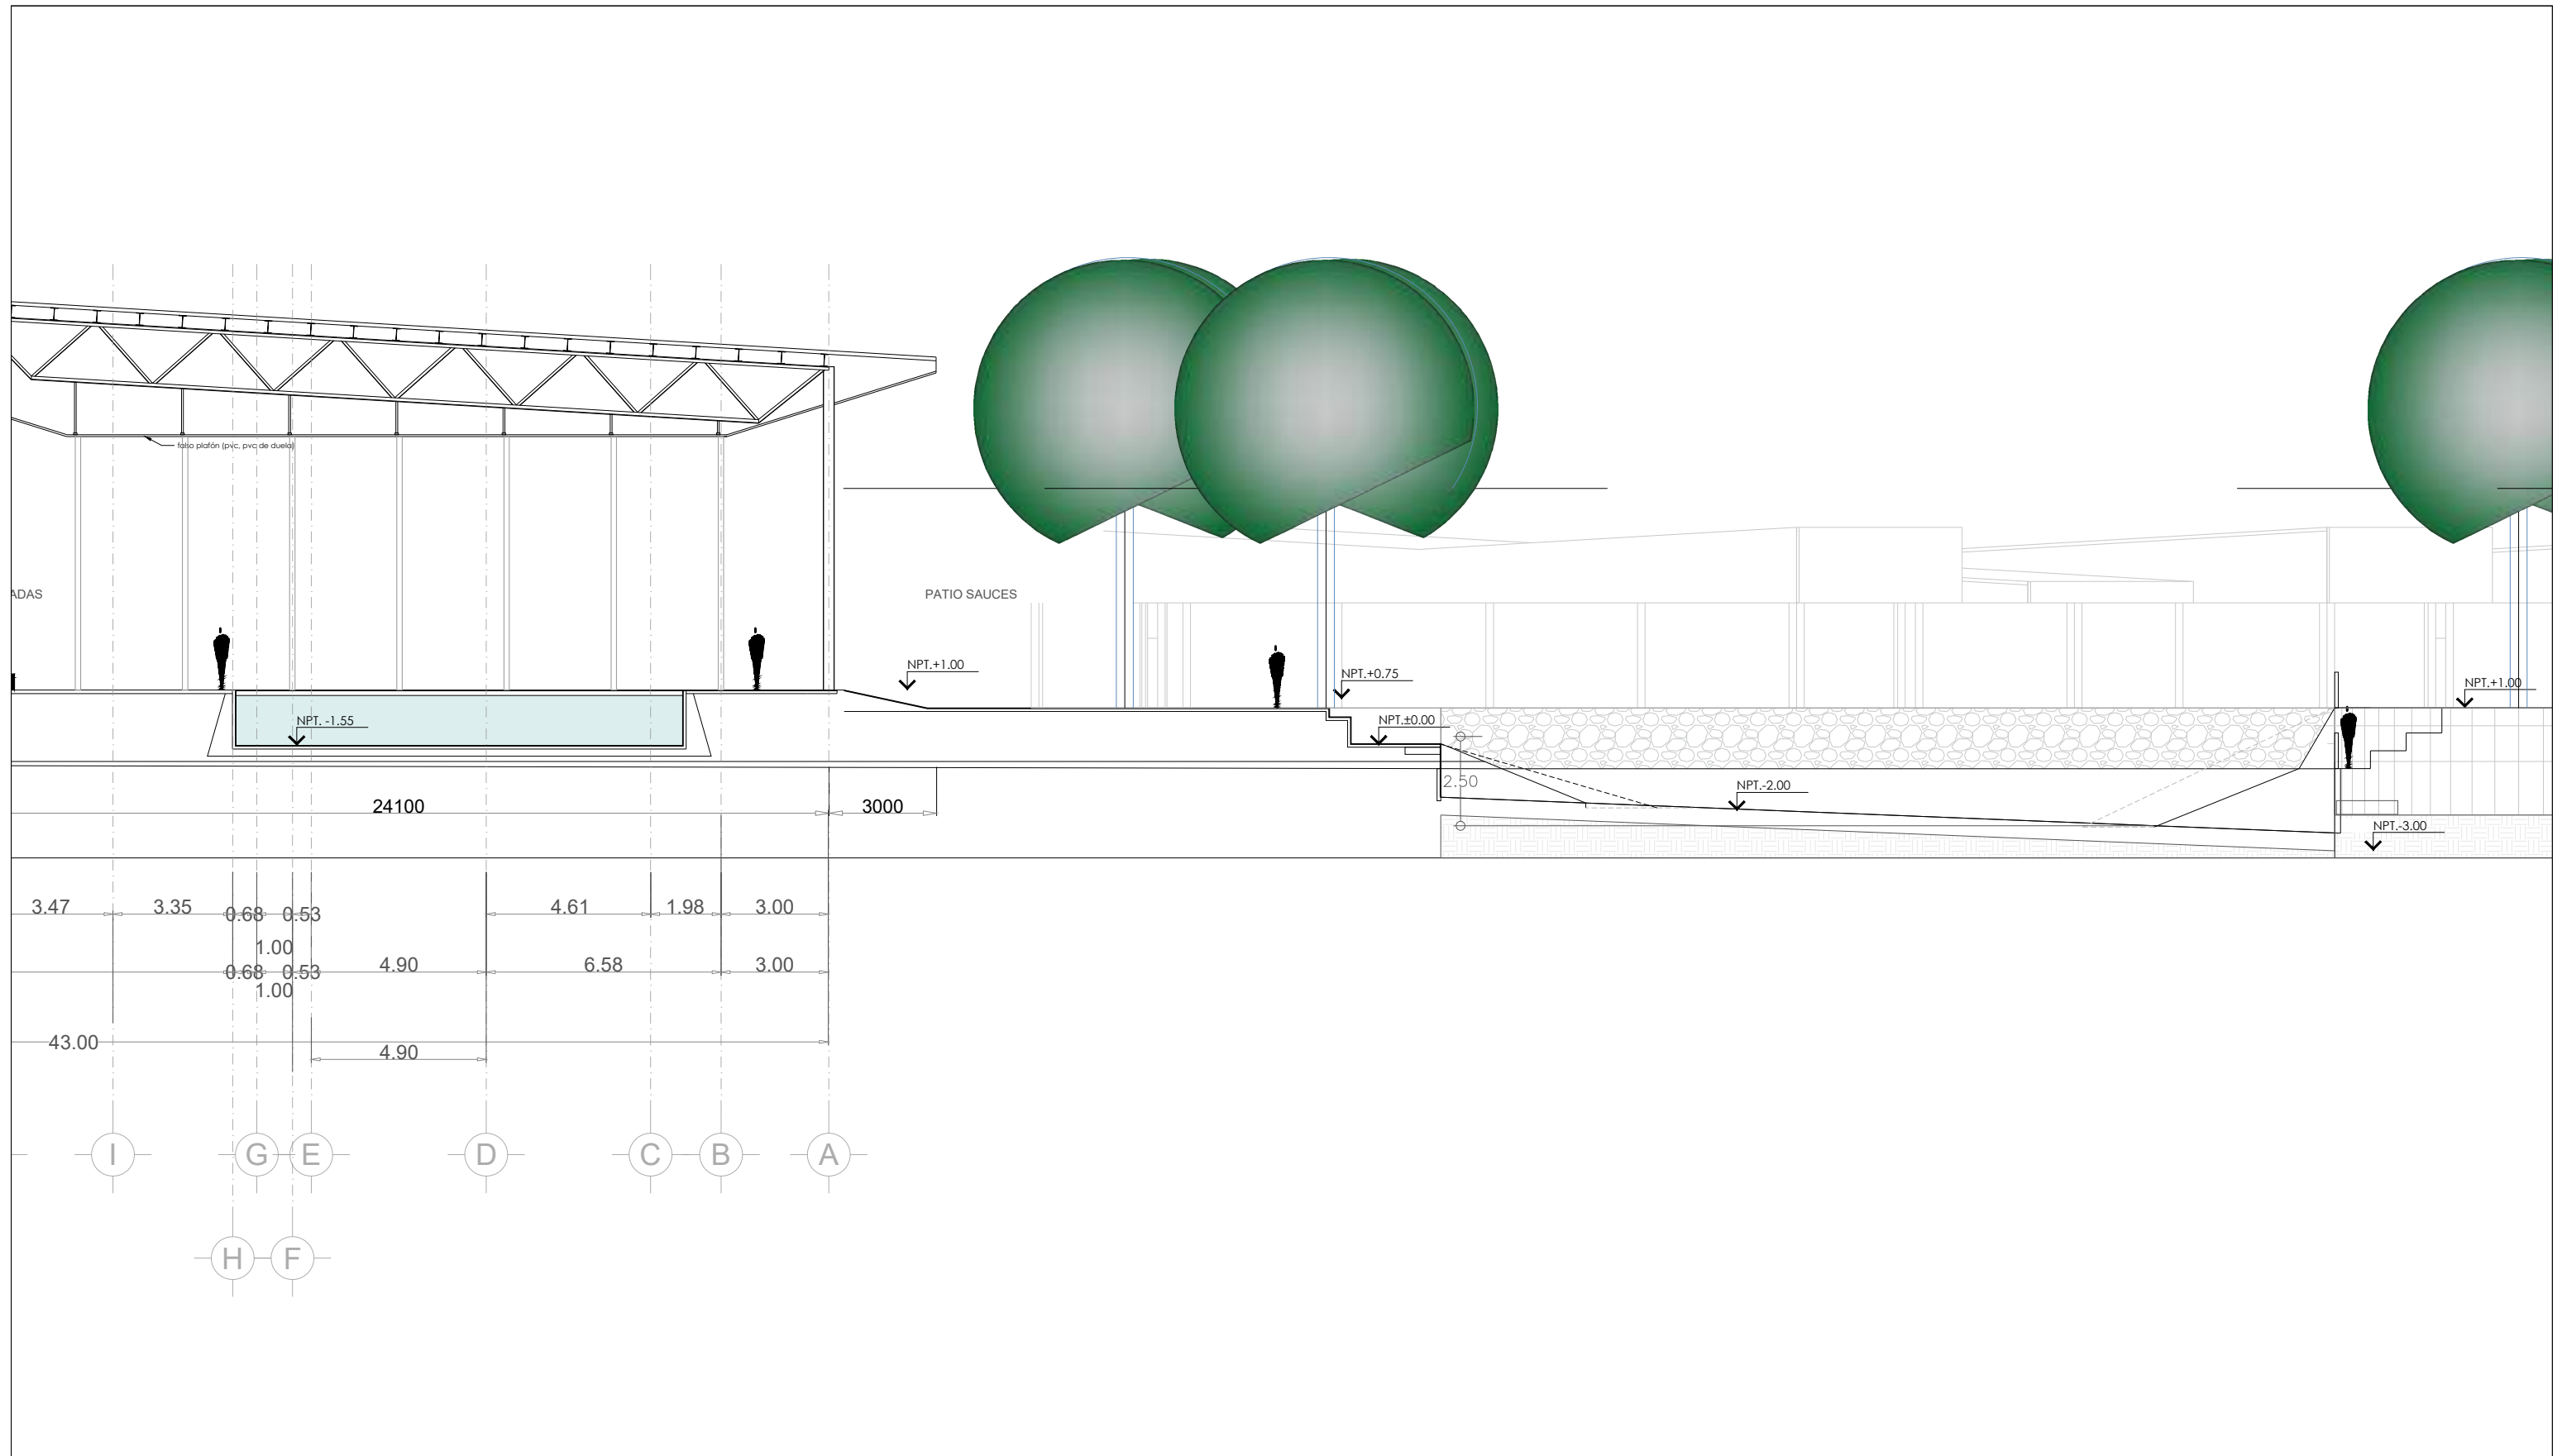 falso plafón (pvc, pvc de duela)
ADAS
PATIO SAUCES
NPT.+1.00
NPT.+0.75
NPT.+1.00
NPT. -1.55
NPT.±0.00
2.50
NPT.-2.00
24100
3000
NPT.-3.00
3.47
3.35
0.68
0.53
4.61
1.98
3.00
1.00
0.68
0.53
4.90
6.58
3.00
1.00
43.00
4.90
I
G
E
D
C
B
A
H
F